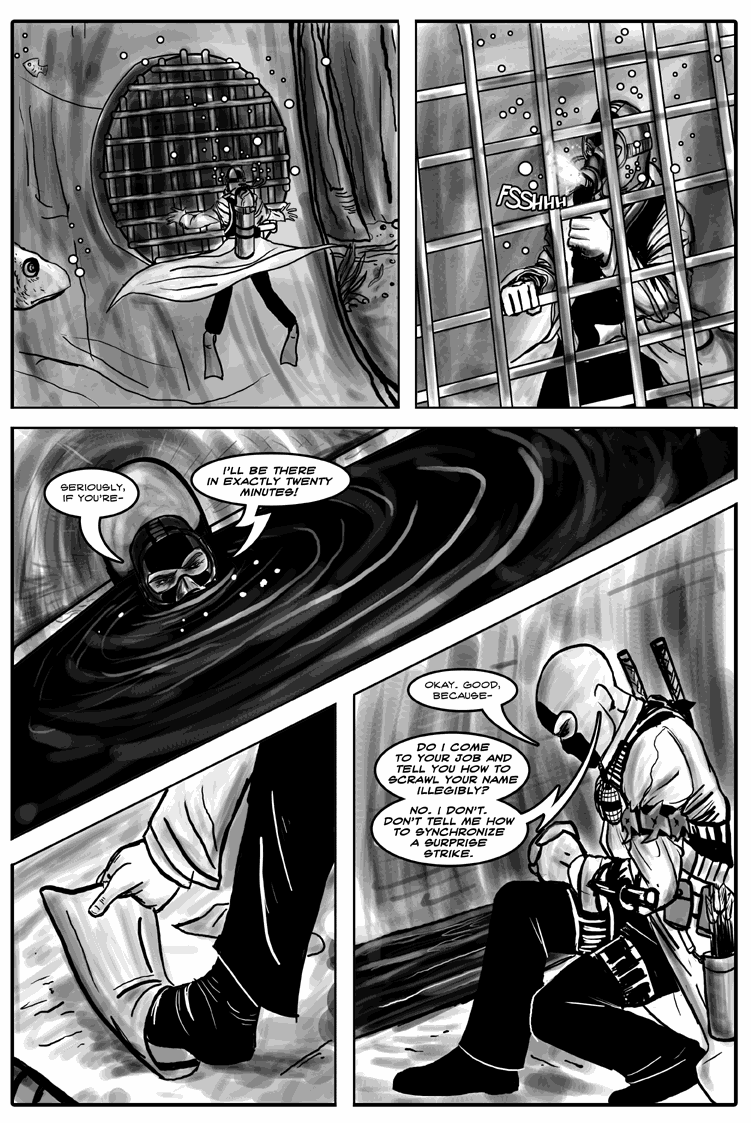 FSSHHH
SERIOUSLY,
IF YOU'RE-
I'LL BE THERE
IN EXACTLY TWENTY
MINUTES!
OKAY. GOOD,
BECAUSE-
DO I COME
TO YOUR JOB AND
TELL YOU HOW TO
SCRAWL YOUR NAME
ILLEGIBLY?
NO. I DON'T.
DON'T TELL ME HOW
TO SYNCHRONIZE
A SURPRISE
STRIKE.